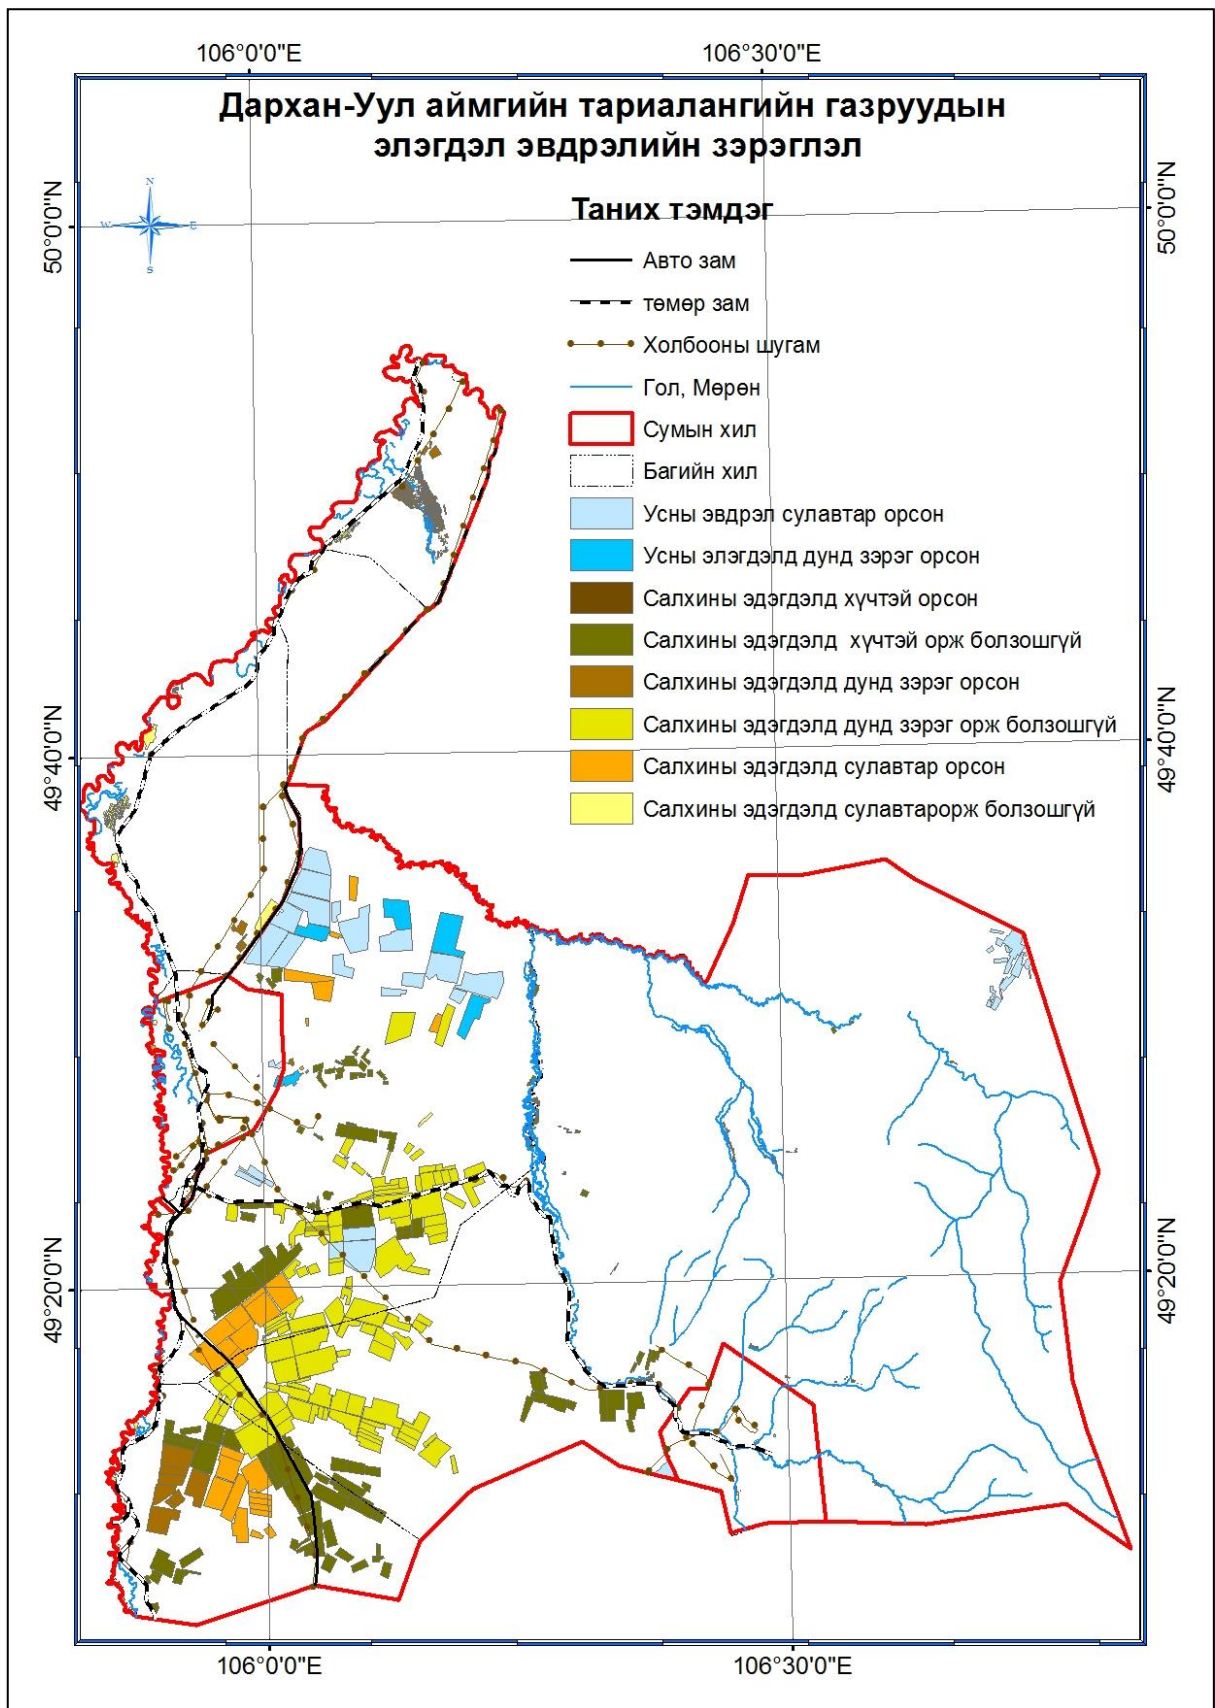 106°0'0"E 106°30'0"E
Дархан-Уул аймгийн тариалангийн газруудын
элэгдэл эвдрэлийн зэрэглэл
N
W E
S
50°0'0"N 50°0'0"N
Таних тэмдэг
Авто зам
төмөр зам
Холбооны шугам
Гол, Мөрөн
Сумын хил
Багийн хил
Усны эвдрэл сулавтар орсон
Усны элэгдэлд дунд зэрэг орсон
Салхины эдэгдэлд хүчтэй орсон
Салхины эдэгдэлд хүчтэй орж болзошгүй
Салхины эдэгдэлд дунд зэрэг орсон
Салхины эдэгдэлд дунд зэрэг орж болзошгүй
Салхины эдэгдэлд сулавтар орсон
Салхины эдэгдэлд сулавтарорж болзошгүй
49°40'0"N 49°40'0"N
49°20'0"N 49°20'0"N
106°0'0"E 106°30'0"E